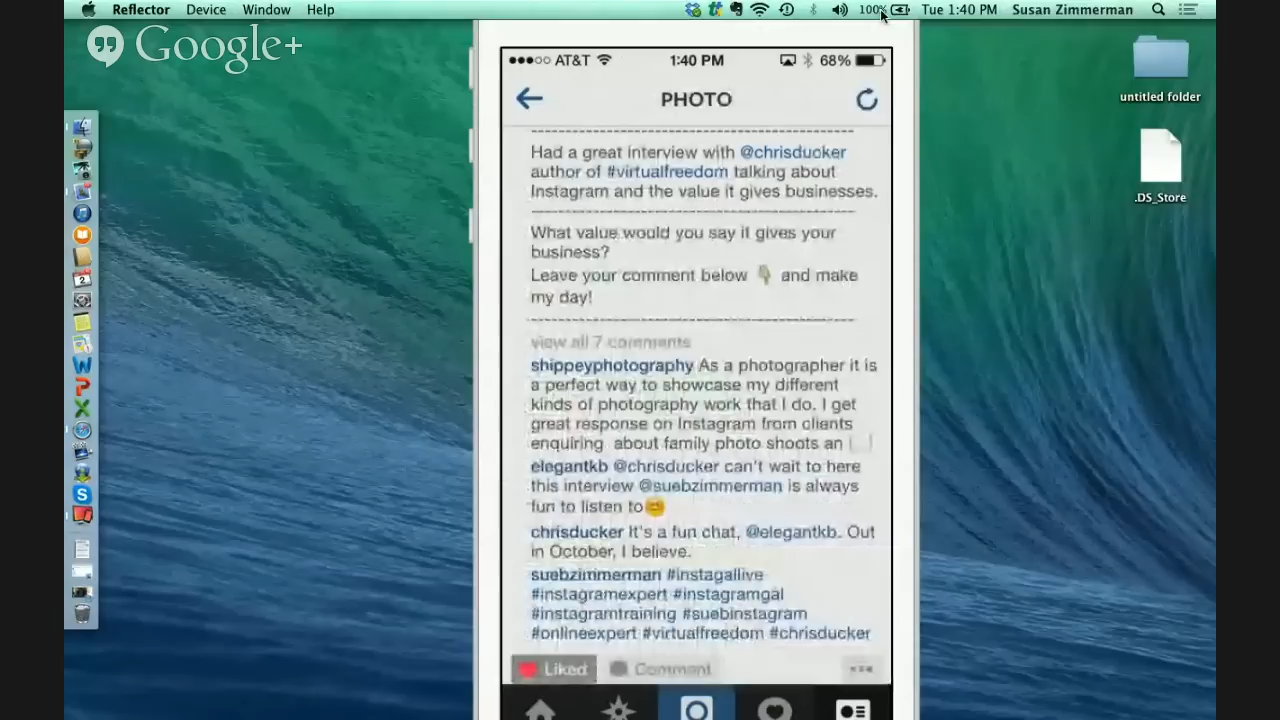 Reflector Device Window Help
100% Tue 1:40 PM Susan Zimmerman
Google+
untitled folder
.DS_Store
AT&T 1:40 PM 68%
PHOTO
Had a great interview with @chrisducker
author of #virtualfreedom talking about
Instagram and the value it gives businesses.
What value would you say it gives your
business?
Leave your comment below 👇 and make
my day!
view all 7 comments
shippeyphotography As a photographer it is
a perfect way to showcase my different
kinds of photography work that I do. I get
great response on Instagram from clients
enquiring about family photo shoots an [...]
elegantkb @chrisducker can't wait to here
this interview @suebzimmerman is always
fun to listen to😊
chrisducker It's a fun chat, @elegantkb. Out
in October, I believe.
suebzimmerman #instagallive
#instagramexpert #instagramgal
#instagramtraining #suebinstagram
#onlineexpert #virtualfreedom #chrisducker
Liked Comment
2
W
P
X
S